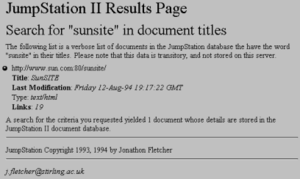 JumpStation II Results Page
Search for "sunsite" in document titles
The following list is a verbose list of documents in the JumpStation database the have the word
"sunsite" in their titles. Please note that this data is transitory, and not stored on this server.
http://www.sun.com:80/sunsite/
Title: SunSITE
Last Modification: Friday 12-Aug-94 19:17:22 GMT
Type: text/html
Links: 19
A search for the criteria you requested yielded 1 document whose details are stored in the
JumpStation II document database.
JumpStation Copyright 1993, 1994 by Jonathon Fletcher
j.fletcher@stirling.ac.uk